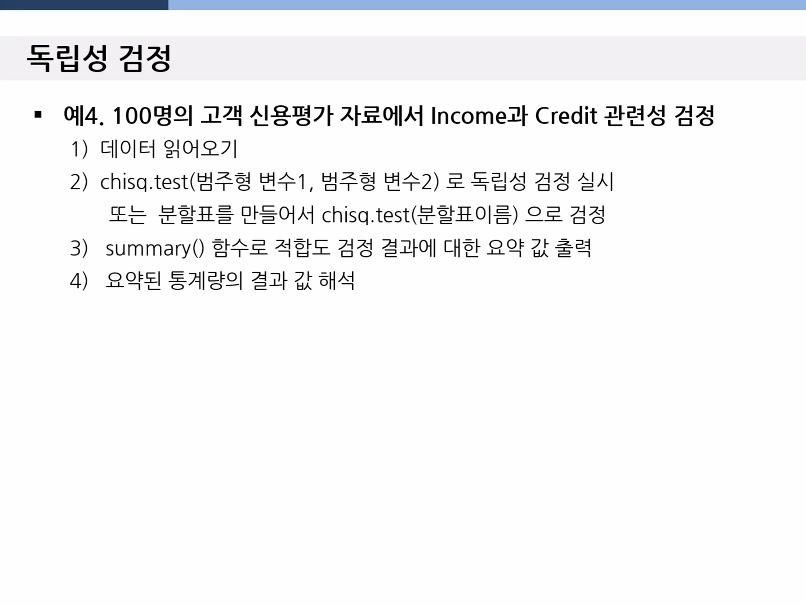 독립성 검정
▪ 예4. 100명의 고객 신용평가 자료에서 Income과 Credit 관련성 검정
1) 데이터 읽어오기
2) chisq.test(범주형 변수1, 범주형 변수2) 로 독립성 검정 실시
또는 분할표를 만들어서 chisq.test(분할표이름) 으로 검정
3) summary() 함수로 적합도 검정 결과에 대한 요약 값 출력
4) 요약된 통계량의 결과 값 해석